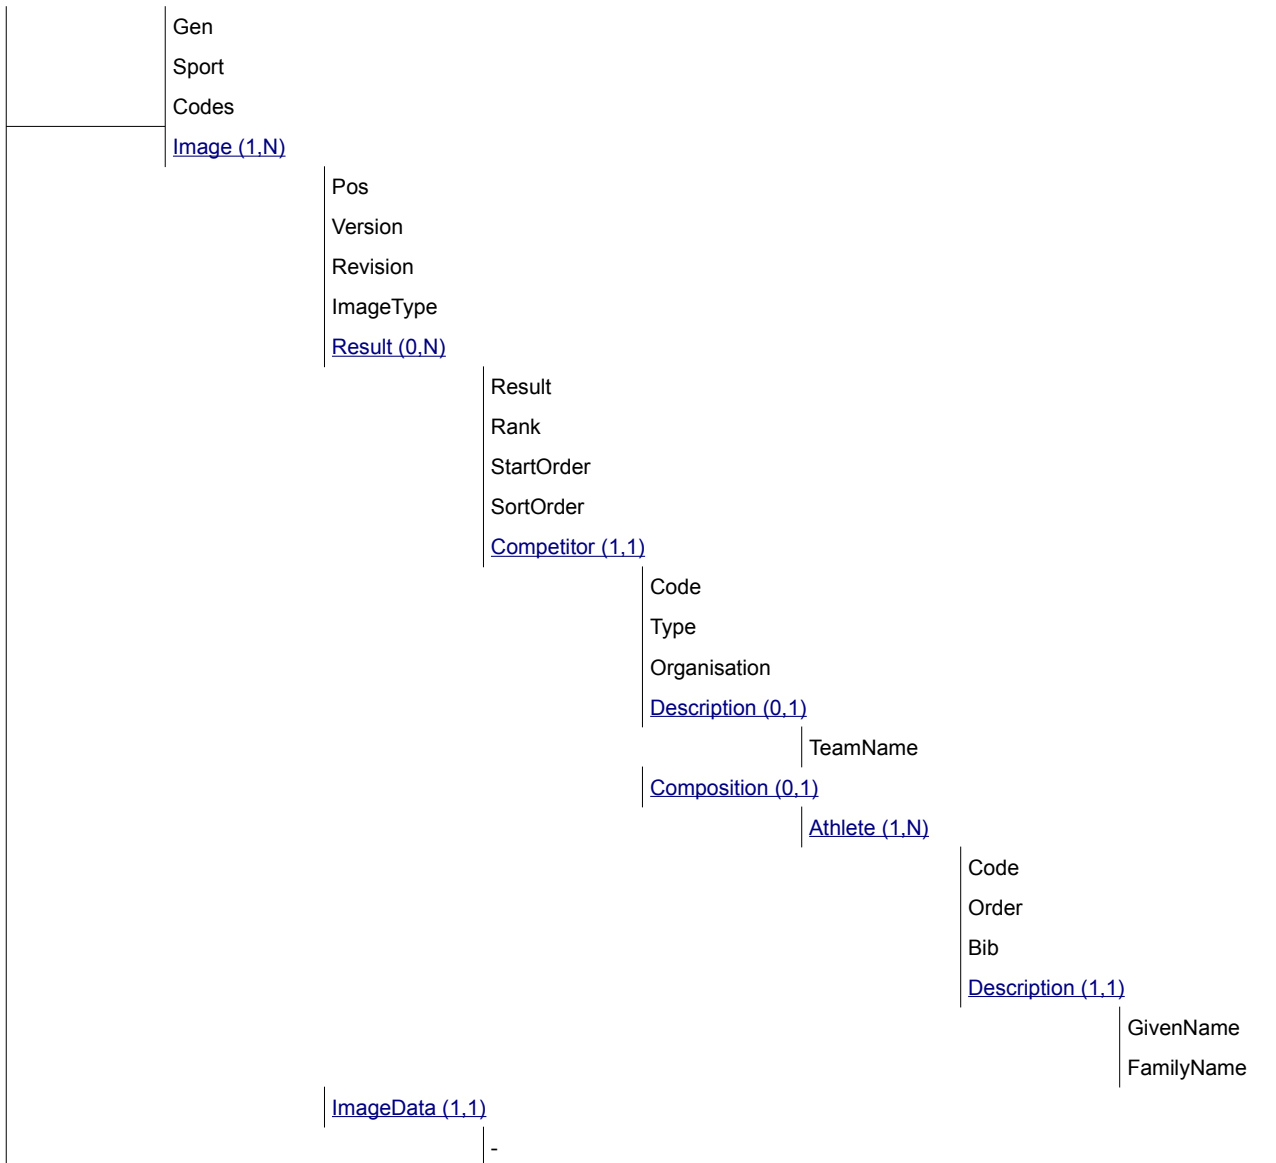 Gen
Sport
Codes
Image (1,N)
Pos
Version
Revision
ImageType
Result (0,N)
Result
Rank
StartOrder
SortOrder
Competitor (1,1)
Code
Type
Organisation
Description (0,1)
TeamName
Composition (0,1)
Athlete (1,N)
Code
Order
Bib
Description (1,1)
GivenName
FamilyName
ImageData (1,1)
-